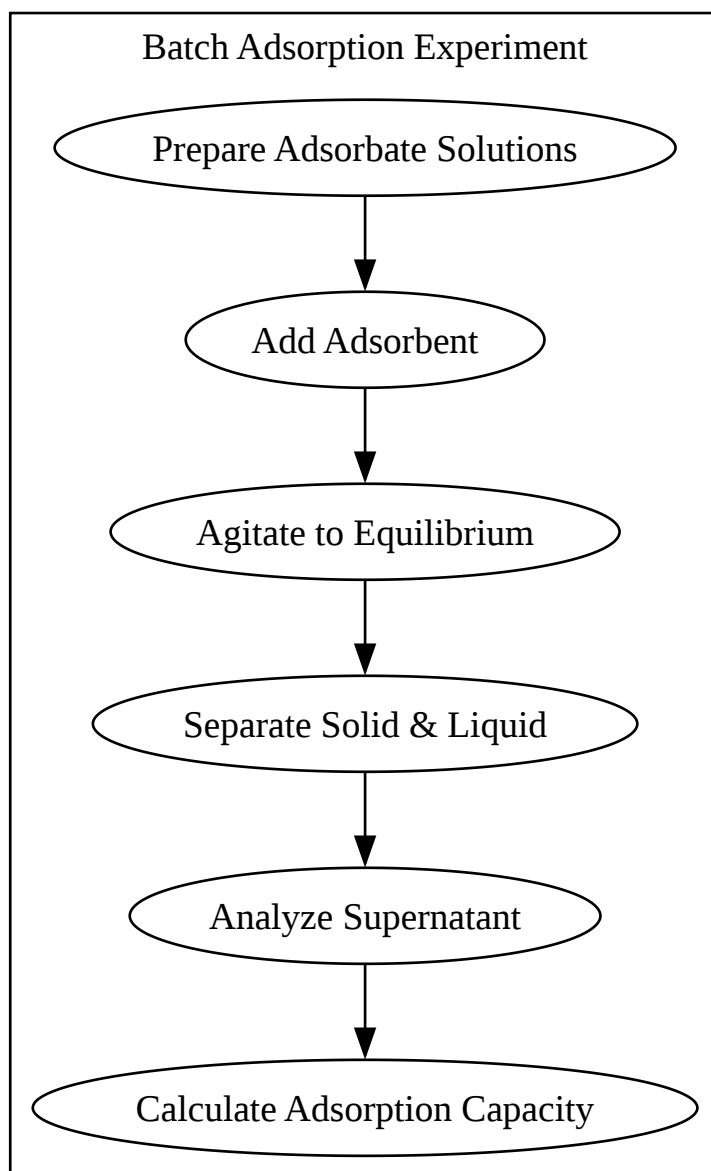 Batch Adsorption Experiment
Prepare Adsorbate Solutions
Add Adsorbent
Agitate to Equilibrium
Separate Solid & Liquid
Analyze Supernatant
Calculate Adsorption Capacity